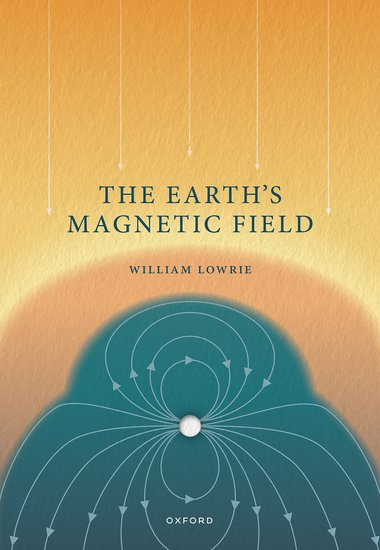 THE EARTH'S
MAGNETIC FIELD
WILLIAM LOWRIE
OXFORD